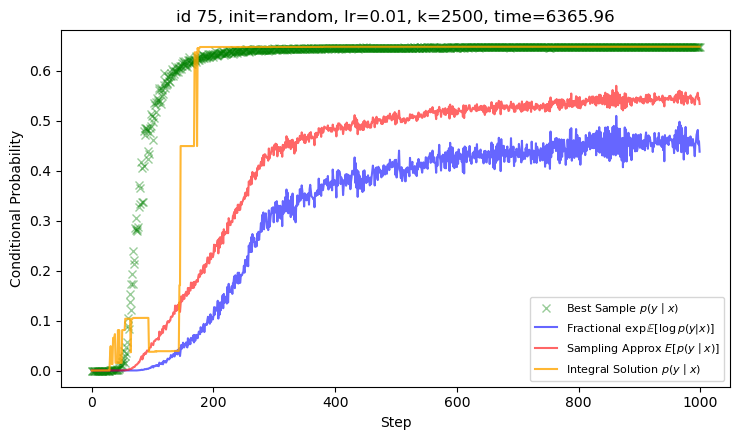 id 75, init=random, lr=0.01, k=2500, time=6365.96
Conditional Probability
0.6
0.5
0.4
0.3
0.2
0.1
0.0
Best Sample p(y | x)
Fractional exp𝔼[log p(y|x)]
Sampling Approx E[p(y | x)]
Integral Solution p(y | x)
0 200 400 600 800 1000
Step